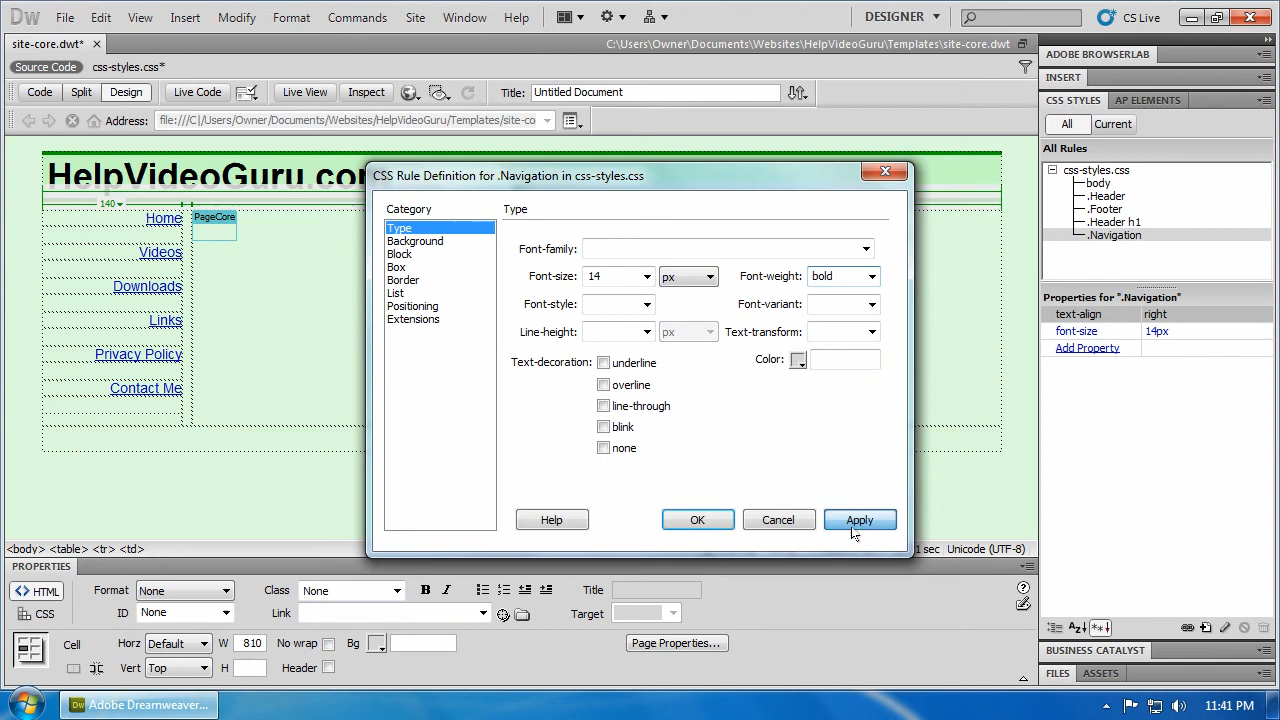 Dw File Edit View Insert Modify Format Commands Site Window Help DESIGNER CS Live
site-core.dwt* C:\Users\Owner\Documents\Websites\HelpVideoGuru\Templates\site-core.dwt
Source Code css-styles.css*
Code Split Design Live Code Live View Inspect Title: Untitled Document
Address: file:///C|/Users/Owner/Documents/Websites/HelpVideoGuru/Templates/site-co
HelpVideoGuru.com
140
Home PageCore
Videos
Downloads
Links
Privacy Policy
Contact Me
CSS Rule Definition for .Navigation in css-styles.css
Category
Type
Background
Block
Box
Border
List
Positioning
Extensions
Type
Font-family:
Font-size: 14 px Font-weight: bold
Font-style: Font-variant:
Line-height: px Text-transform:
Text-decoration: underline Color:
overline
line-through
blink
none
Help OK Cancel Apply
ADOBE BROWSERLAB
INSERT
CSS STYLES AP ELEMENTS
All Current
All Rules
css-styles.css
body
.Header
.Footer
.Header h1
.Navigation
Properties for ".Navigation"
text-align right
font-size 14px
Add Property
BUSINESS CATALYST
FILES ASSETS
<body> <table> <tr> <td> 1 sec Unicode (UTF-8)
PROPERTIES
HTML Format None Class None B I Title
CSS ID None Link Target
Cell Horz Default W 810 No wrap Bg Page Properties...
Vert Top H Header
Dw Adobe Dreamweaver... 11:41 PM